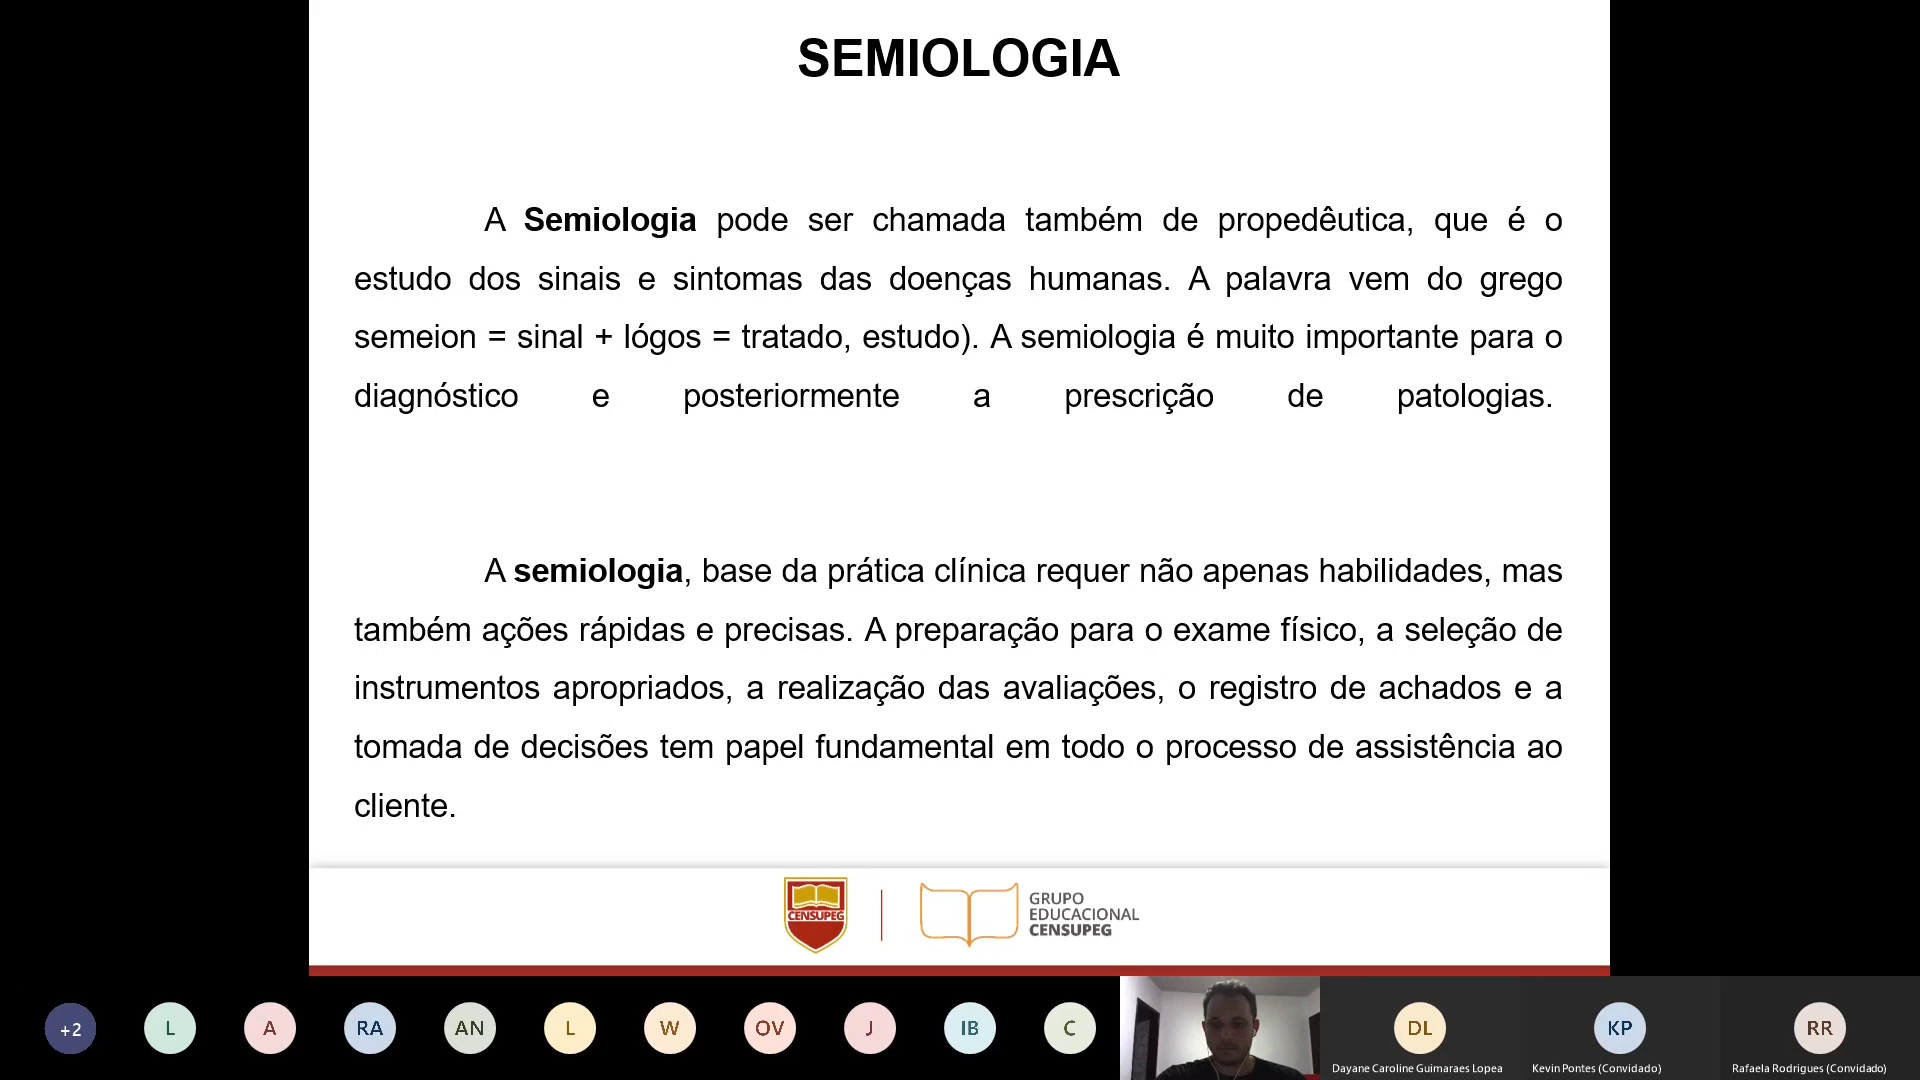 SEMIOLOGIA
A Semiologia pode ser chamada também de propedêutica, que é o
estudo dos sinais e sintomas das doenças humanas. A palavra vem do grego
semeion = sinal + lógos = tratado, estudo). A semiologia é muito importante para o
diagnóstico e posteriormente a prescrição de patologias.
A semiologia, base da prática clínica requer não apenas habilidades, mas
também ações rápidas e precisas. A preparação para o exame físico, a seleção de
instrumentos apropriados, a realização das avaliações, o registro de achados e a
tomada de decisões tem papel fundamental em todo o processo de assistência ao
cliente.
CENSUPEG
GRUPO
EDUCACIONAL
CENSUPEG
+2 L A RA AN L W OV J IB C DL KP RR
Dayane Caroline Guimaraes Lopea Kevin Pontes (Convidado) Rafaela Rodrigues (Convidado)